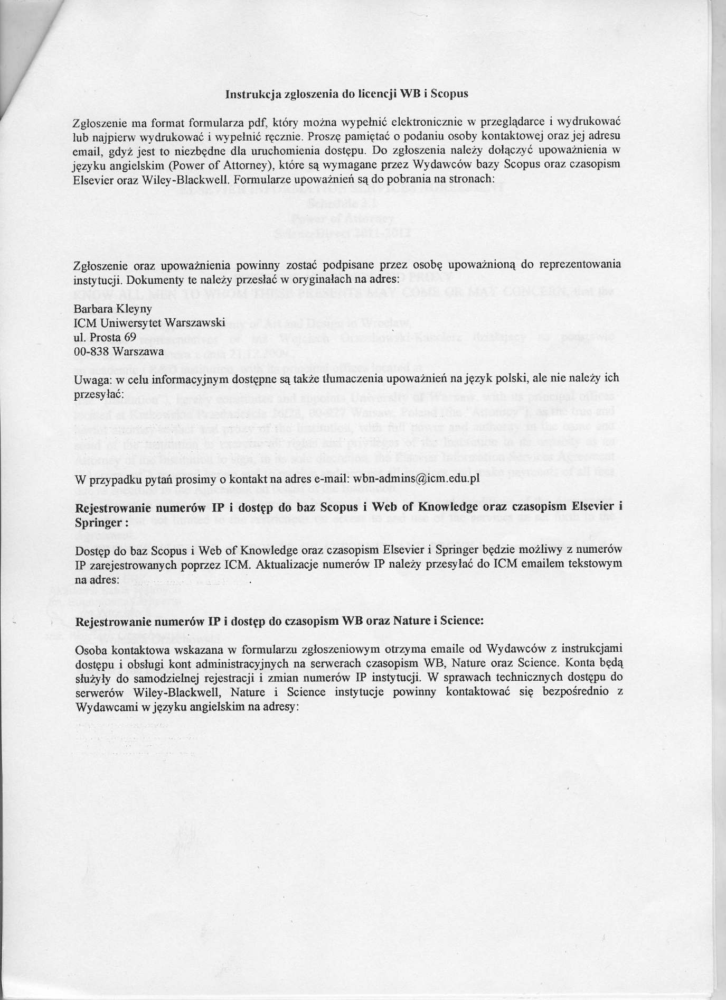 Instrukcja zgłoszenia do licencji WB i Scopus
Zgłoszenie ma format formularza pdf, który można wypełnić elektronicznie w przeglądarce i wydrukować
lub najpierw wydrukować i wypełnić ręcznie. Proszę pamiętać o podaniu osoby kontaktowej oraz jej adresu
email, gdyż jest to niezbędne dla uruchomienia dostępu. Do zgłoszenia należy dołączyć upoważnienia w
języku angielskim (Power of Attorney), które są wymagane przez Wydawców bazy Scopus oraz czasopism
Elsevier oraz Wiley-Blackwell. Formularze upoważnień są do pobrania na stronach:
Zgłoszenie oraz upoważnienia powinny zostać podpisane przez osobę upoważnioną do reprezentowania
instytucji. Dokumenty te należy przesłać w oryginałach na adres:
Barbara Kleyny
ICM Uniwersytet Warszawski
ul. Prosta 69
00-838 Warszawa
Uwaga: w celu informacyjnym dostępne są także tłumaczenia upoważnień na język polski, ale nie należy ich
przesyłać:
W przypadku pytań prosimy o kontakt na adres e-mail: wbn-admins@icm.edu.pl
Rejestrowanie numerów IP i dostęp do baz Scopus i Web of Knowledge oraz czasopism Elsevier i
Springer :
Dostęp do baz Scopus i Web of Knowledge oraz czasopism Elsevier i Springer będzie możliwy z numerów
IP zarejestrowanych poprzez ICM. Aktualizacje numerów IP należy przesyłać do ICM emailem tekstowym
na adres:
Rejestrowanie numerów IP i dostęp do czasopism WB oraz Nature i Science:
Osoba kontaktowa wskazana w formularzu zgłoszeniowym otrzyma emaile od Wydawców z instrukcjami
dostępu i obsługi kont administracyjnych na serwerach czasopism WB, Nature oraz Science. Konta będą
służyły do samodzielnej rejestracji i zmian numerów IP instytucji. W sprawach technicznych dostępu do
serwerów Wiley-Blackwell, Nature i Science instytucje powinny kontaktować się bezpośrednio z
Wydawcami w języku angielskim na adresy: